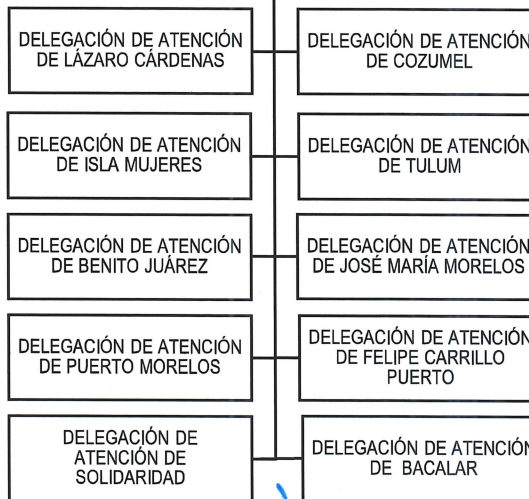 DELEGACIÓN DE ATENCIÓN
DE LÁZARO CÁRDENAS
DELEGACIÓN DE ATENCIÓN
DE COZUMEL
DELEGACIÓN DE ATENCIÓN
DE ISLA MUJERES
DELEGACIÓN DE ATENCIÓN
DE TULUM
DELEGACIÓN DE ATENCIÓN
DE BENITO JUÁREZ
DELEGACIÓN DE ATENCIÓN
DE JOSÉ MARÍA MORELOS
DELEGACIÓN DE ATENCIÓN
DE PUERTO MORELOS
DELEGACIÓN DE ATENCIÓN
DE FELIPE CARRILLO
PUERTO
DELEGACIÓN DE
ATENCIÓN DE
SOLIDARIDAD
DELEGACIÓN DE ATENCIÓN
DE BACALAR